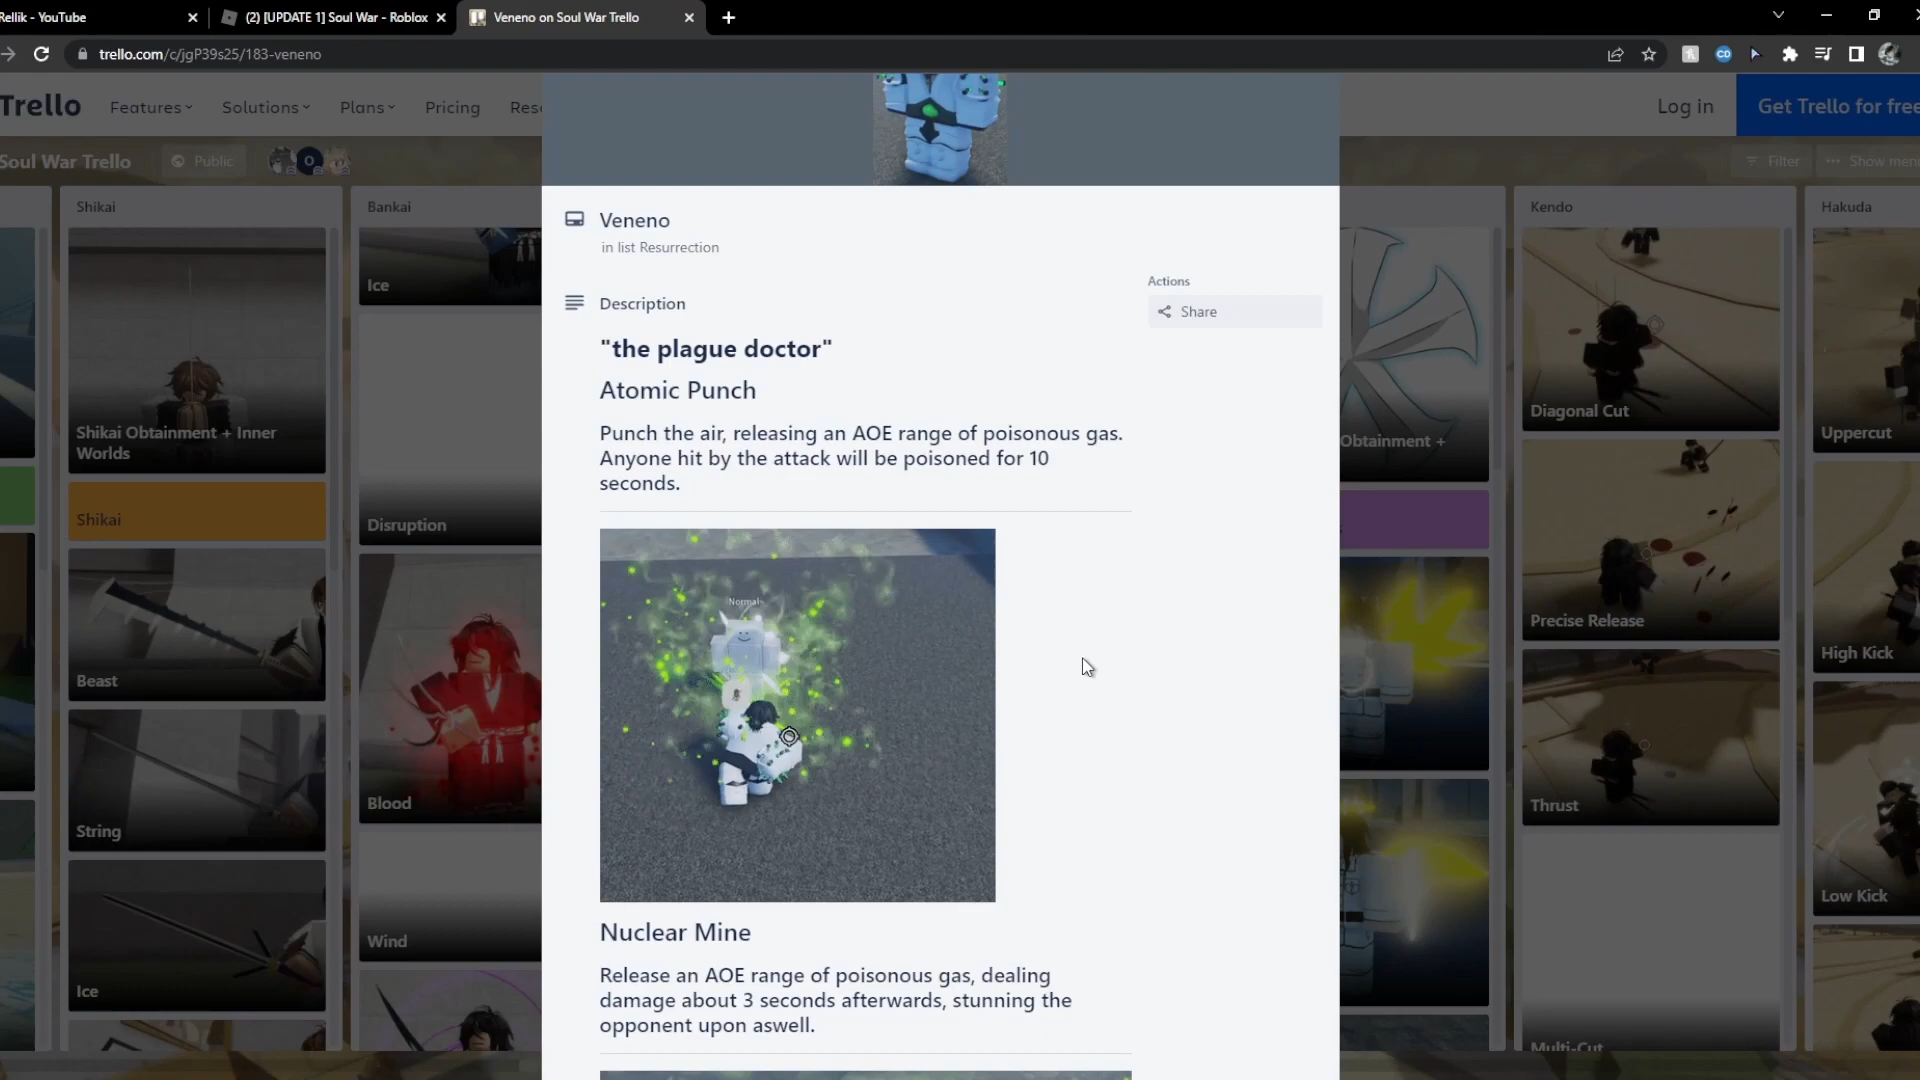 Rellik - YouTube
(2) [UPDATE 1] Soul War - Roblox
Veneno on Soul War Trello
trello.com/c/jgP39s25/183-veneno
Trello
Features
Solutions
Plans
Pricing
Log in
Get Trello for free
Soul War Trello
Public
O
Filter
Show menu
Shikai
Shikai Obtainment + Inner
Worlds
Shikai
Beast
String
Ice
Bankai
Ice
Disruption
Blood
Wind
Veneno
in list Resurrection
Description
"the plague doctor"
Atomic Punch
Punch the air, releasing an AOE range of poisonous gas.
Anyone hit by the attack will be poisoned for 10
seconds.
Normal
Nuclear Mine
Release an AOE range of poisonous gas, dealing
damage about 3 seconds afterwards, stunning the
opponent upon aswell.
Actions
Share
Obtainment +
Kendo
Diagonal Cut
Precise Release
Thrust
Multi-Cut
Hakuda
Uppercut
High Kick
Low Kick